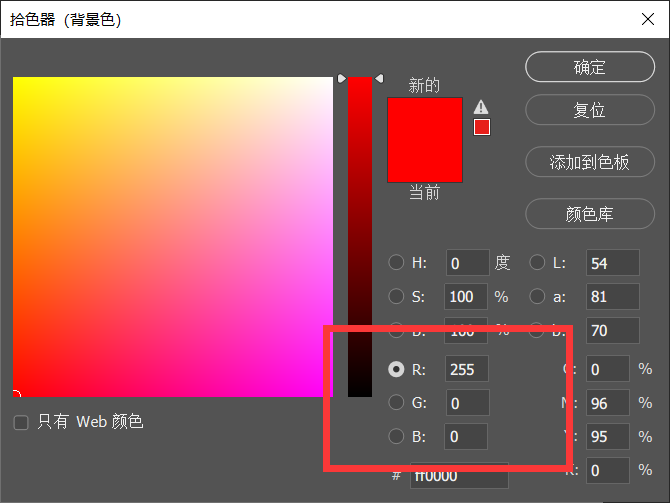 拾色器（背景色）
确定
新的
复位
添加到色板
当前
颜色库
H: 0 度 L: 54
S: 100 % a: 81
B: 100 % b: 70
R: 255 C: 0 %
G: 0 M: 96 %
B: 0 Y: 95 %
只有 Web 颜色
# ff0000 K: 0 %